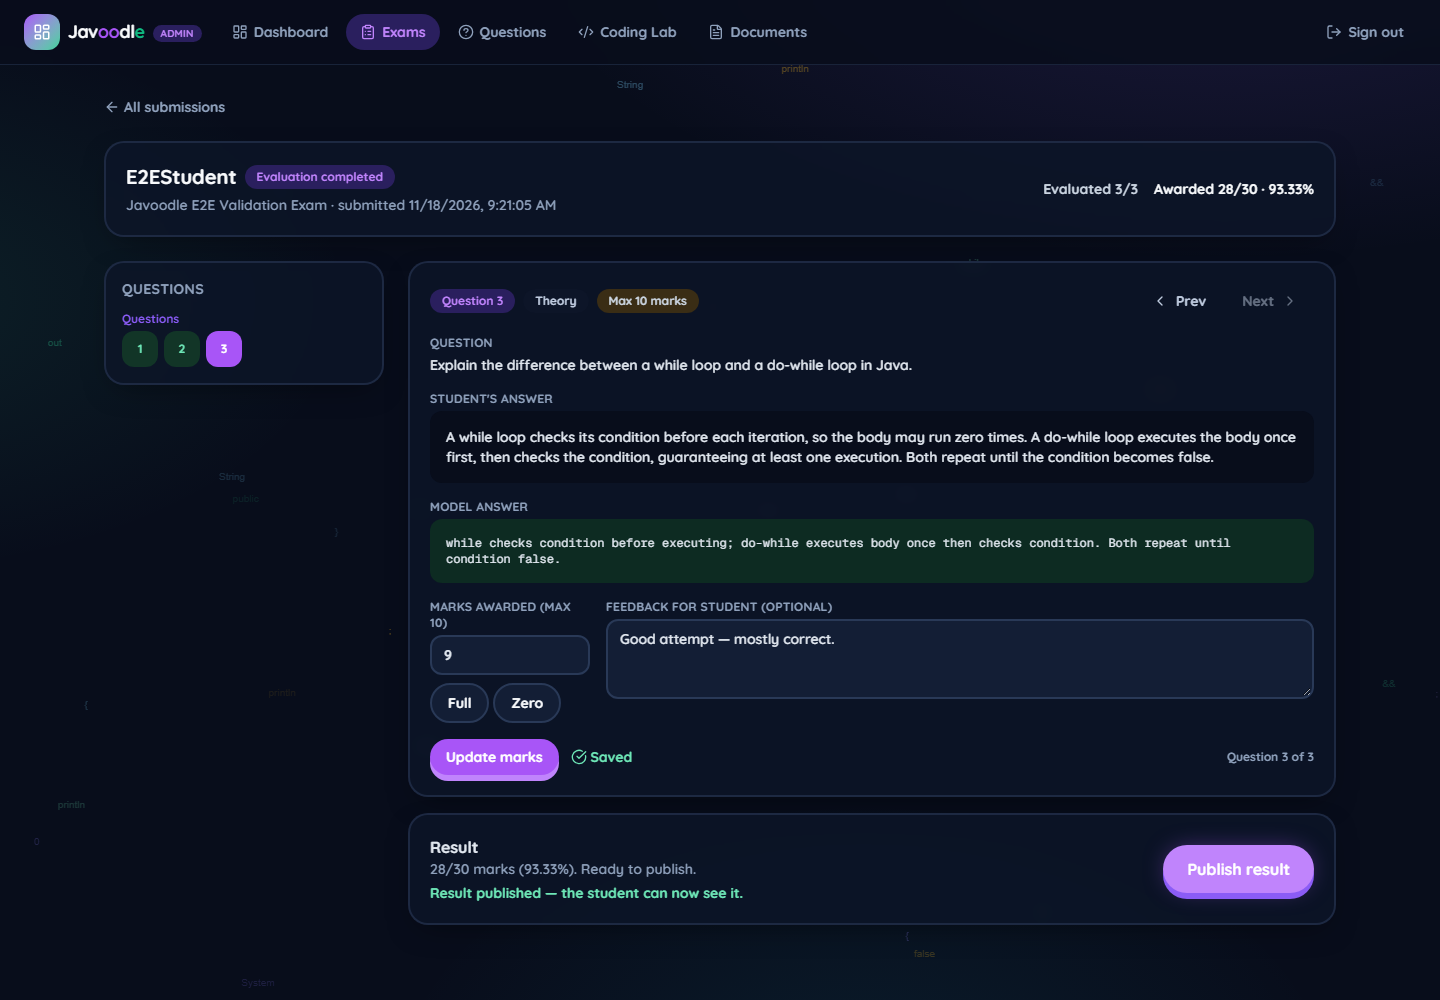 Javoodle ADMIN Dashboard Exams Questions Coding Lab Documents Sign out
println
String
← All submissions
E2EStudent Evaluation completed
Javoodle E2E Validation Exam · submitted 11/18/2026, 9:21:05 AM
Evaluated 3/3 Awarded 28/30 · 93.33%
&&
QUESTIONS
Questions
1 2 3
Question 3 Theory Max 10 marks Prev Next
QUESTION
Explain the difference between a while loop and a do-while loop in Java.
out
STUDENT'S ANSWER
A while loop checks its condition before each iteration, so the body may run zero times. A do-while loop executes the body once
first, then checks the condition, guaranteeing at least one execution. Both repeat until the condition becomes false.
String
public
}
MODEL ANSWER
while checks condition before executing; do-while executes body once then checks condition. Both repeat until
condition false.
MARKS AWARDED (MAX
10)
9
Full Zero
FEEDBACK FOR STUDENT (OPTIONAL)
Good attempt — mostly correct.
;
println
{
&&
Update marks Saved Question 3 of 3
println
0
Result
28/30 marks (93.33%). Ready to publish.
Result published — the student can now see it.
Publish result
{
false
System